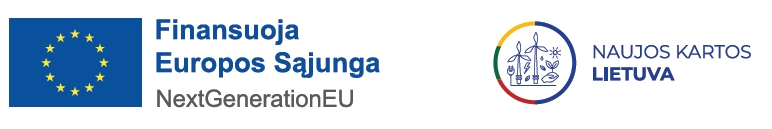 Finansuoja
Europos Sąjunga
NextGenerationEU
NAUJOS KARTOS
LIETUVA